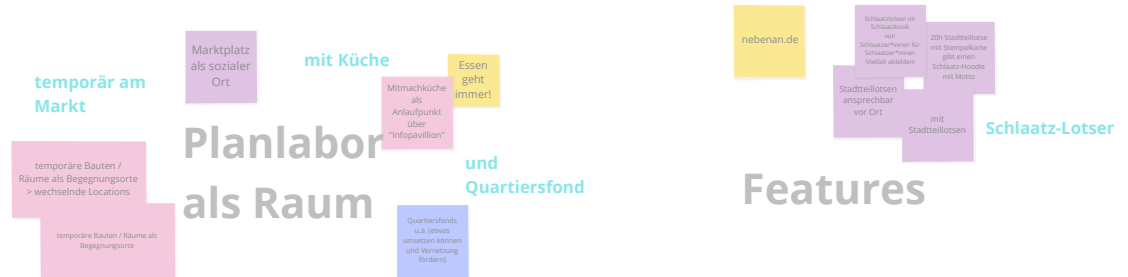 temporär am
Markt
Marktplatz
als sozialer
Ort
mit Küche
Essen
geht
immer!
Mitmachküche
als
Anlaufpunkt
über
"Infopavillion"
Planlabor
als Raum
temporäre Bauten /
Räume als Begegnungsorte
> wechselnde Locations
temporäre Bauten / Räume als
Begegnungsorte
und
Quartiersfond
Quartiersfonds
u.ä. (etwas
umsetzen können
und Vernetzung
fördern)
nebenan.de
Schlaatzlotsen im
Schlaatzkiosk
von
Schlaatzer*innen für
Schlaatzer*innen
(Vielfalt abbilden!)
20h Stadtteillotse
mit Stempelkarte
gibt einen
Schlaatz-Hoodie
mit Motto
Stadtteillotsen
ansprechbar
vor Ort
mit
Stadtteillotsen
Schlaatz-Lotsen
Features